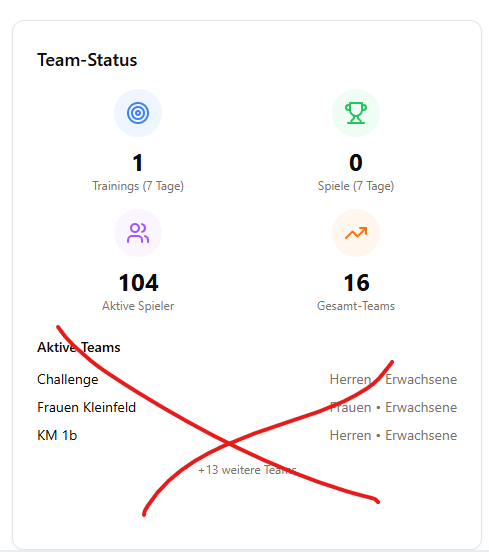 Team-Status
1
0
Trainings (7 Tage)
Spiele (7 Tage)
104
16
Aktive Spieler
Gesamt-Teams
Aktive Teams
Challenge
Herren • Erwachsene
Frauen Kleinfeld
Frauen • Erwachsene
KM 1b
Herren • Erwachsene
+13 weitere Teams